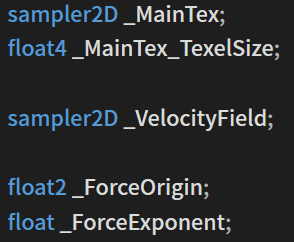 sampler2D _MainTex;
float4 _MainTex_TexelSize;
sampler2D _VelocityField;
float2 _ForceOrigin;
float _ForceExponent;